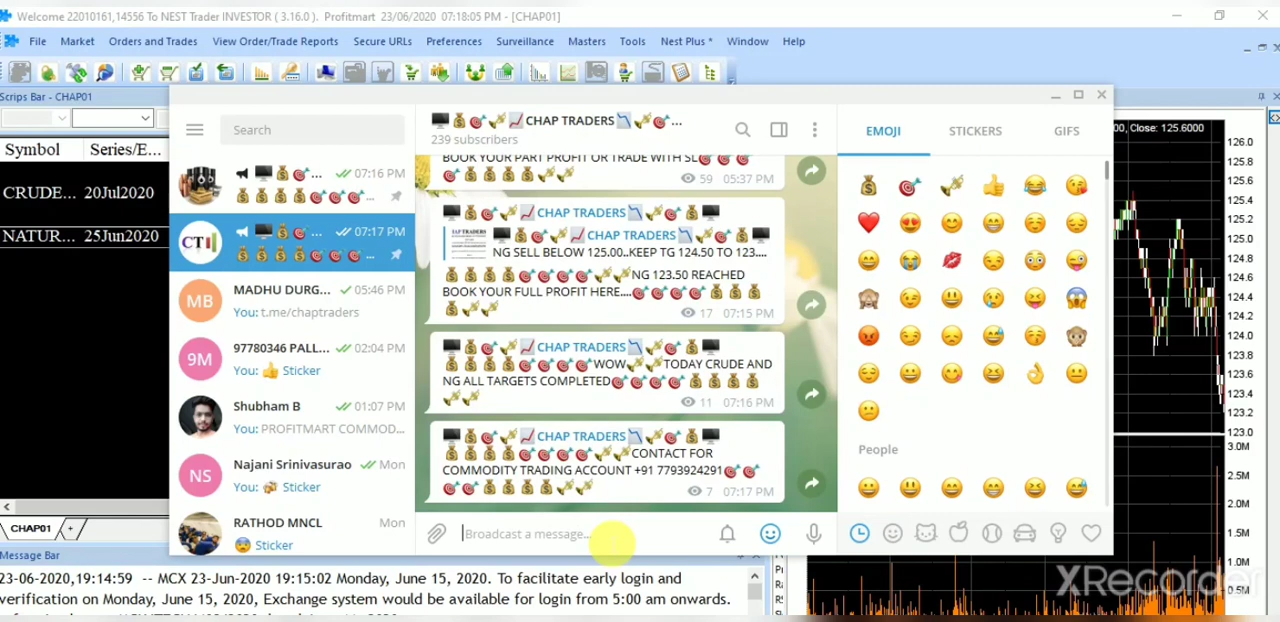 Welcome 22010161,14556 To NEST Trader INVESTOR ( 3.16.0 ). Profitmart 23/06/2020 07:18:05 PM - [CHAP01]
File Market Orders and Trades View Order/Trade Reports Secure URLs Preferences Surveillance Masters Tools Nest Plus * Window Help
Scrips Bar - CHAP01
Symbol Series/E...
CRUDE... 20Jul2020
NATUR... 25Jun2020
CHAP01 +
Search
07:16 PM
CTI 07:17 PM
MB MADHU DURG... 05:46 PM
You: t.me/chaptraders
9M 97780346 PALL... 02:04 PM
You: 👍 Sticker
Shubham B 01:07 PM
You: PROFITMART COMMOD...
NS Najani Srinivasurao Mon
You: Sticker
RATHOD MNCL Mon
😨 Sticker
🖥💰🎯🎺📈CHAP TRADERS📉🎺🎯...
239 subscribers
BOOK YOUR PART PROFIT OR TRADE WITH SL🎯🎯
🎯💰💰💰💰🎺🎺 59 05:37 PM
🖥💰🎯🎺📈CHAP TRADERS📉🎺🎯💰🖥
🖥💰🎯🎺📈CHAP TRADERS📉🎺🎯💰🖥
NG SELL BELOW 125.00..KEEP TG 124.50 TO 123....
💰💰💰💰🎯🎯🎯🎯🎺🎺NG 123.50 REACHED
BOOK YOUR FULL PROFIT HERE....🎯🎯🎯🎯💰💰💰
💰🎺🎺 17 07:15 PM
🖥💰🎯🎺📈CHAP TRADERS📉🎺🎯💰🖥
💰💰💰💰🎯🎯🎯🎯WOW🎺🎺TODAY CRUDE AND
NG ALL TARGETS COMPLETED🎯🎯🎯🎯💰💰💰💰
🎺🎺 11 07:16 PM
🖥💰🎯🎺📈CHAP TRADERS📉🎺🎯💰🖥
💰💰💰💰🎯🎯🎯🎯🎺🎺CONTACT FOR
COMMODITY TRADING ACCOUNT +91 7793924291🎯🎯
🎯🎯💰💰💰💰🎺🎺 7 07:17 PM
Broadcast a message...
EMOJI STICKERS GIFS
People
00, Close: 125.6000
126.0
125.8
125.6
125.4
125.2
125.0
124.8
124.6
124.4
124.2
124.0
123.8
123.6
123.4
123.2
123.0
3.0M
2.5M
2.0M
1.5M
1.0M
0.5M
Message Bar
23-06-2020,19:14:59 -- MCX 23-Jun-2020 19:15:02 Monday, June 15, 2020. To facilitate early login and
verification on Monday, June 15, 2020, Exchange system would be available for login from 5:00 am onwards.
XRecorder